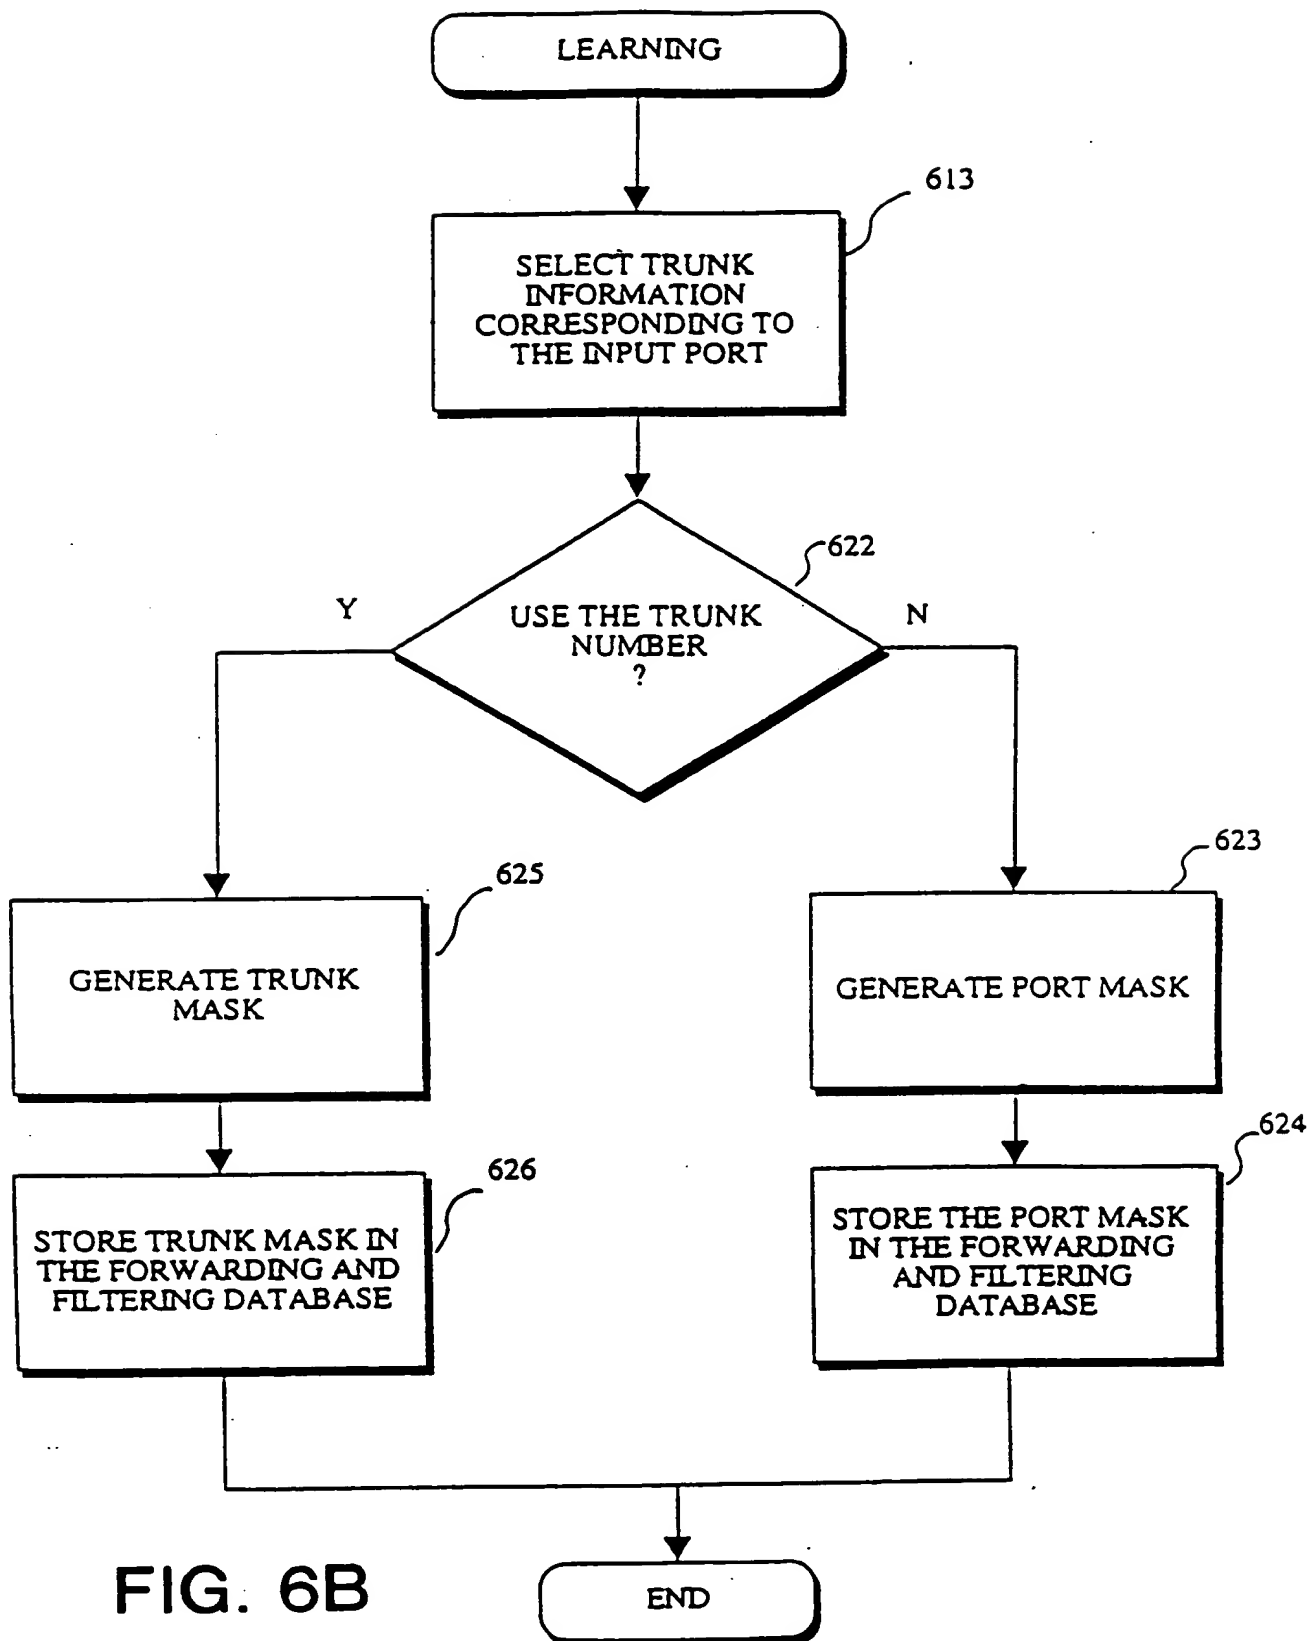 LEARNING
613
SELECT TRUNK
INFORMATION
CORRESPONDING TO
THE INPUT PORT
622
Y
USE THE TRUNK
NUMBER
?
N
625
GENERATE TRUNK
MASK
623
GENERATE PORT MASK
626
STORE TRUNK MASK IN
THE FORWARDING AND
FILTERING DATABASE
624
STORE THE PORT MASK
IN THE FORWARDING
AND FILTERING
DATABASE
END
FIG. 6B